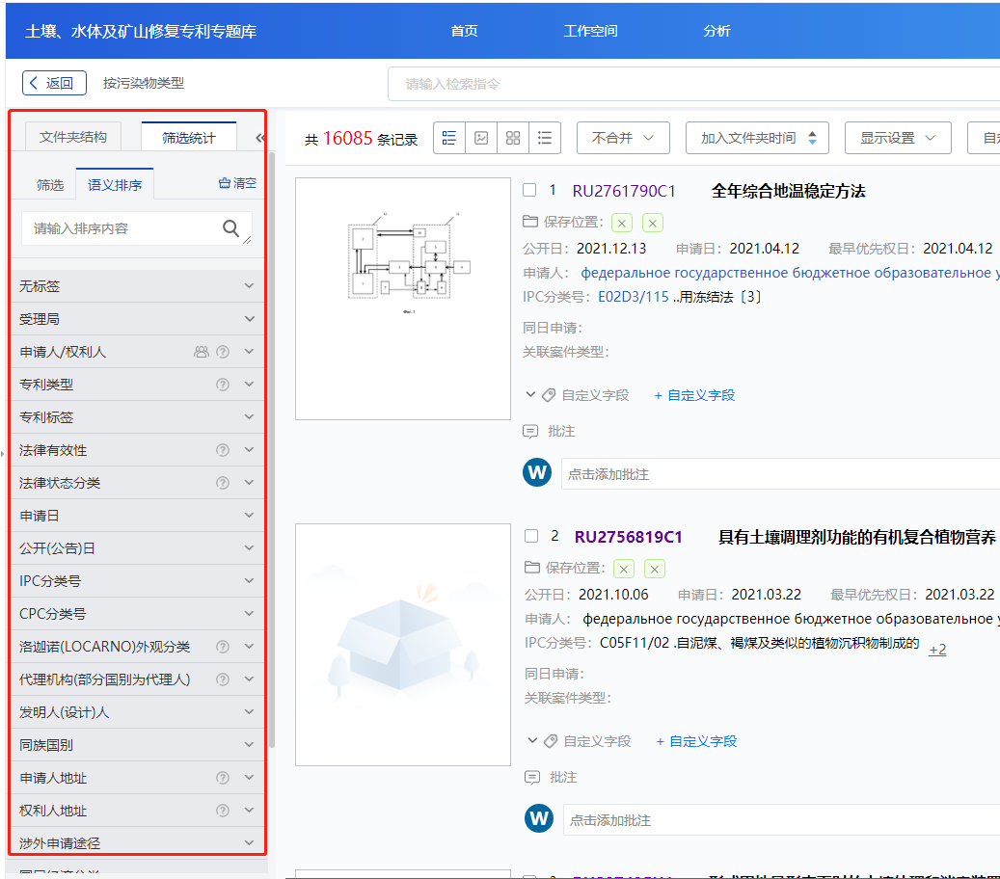 土壤、水体及矿山修复专利专题库 首页 工作空间 分析
返回 按污染物类型 请输入检索指令
文件夹结构 筛选统计
筛选 语义排序 清空
请输入排序内容
无标签
受理局
申请人/权利人
专利类型
专利标签
法律有效性
法律状态分类
申请日
公开(公告)日
IPC分类号
CPC分类号
洛迦诺(LOCARNO)外观分类
代理机构(部分国别为代理人)
发明人(设计)人
同族国别
申请人地址
权利人地址
涉外申请途径
共 16085 条记录 不合并 加入文件夹时间 显示设置
1 RU2761790C1 全年综合地温稳定方法
保存位置:
公开日: 2021.12.13 申请日: 2021.04.12 最早优先权日: 2021.04.12
申请人: федеральное государственное бюджетное образовательное
IPC分类号: E02D3/115 ..用冻结法〔3〕
同日申请:
关联案件类型:
自定义字段 + 自定义字段
批注
W 点击添加批注
2 RU2756819C1 具有土壤调理剂功能的有机复合植物营养
保存位置:
公开日: 2021.10.06 申请日: 2021.03.22 最早优先权日: 2021.03.22
申请人: федеральное государственное бюджетное образовательное
IPC分类号: C05F11/02 .自泥煤、褐煤及类似的植物沉积物制成的 +2
同日申请:
关联案件类型:
自定义字段 + 自定义字段
批注
W 点击添加批注